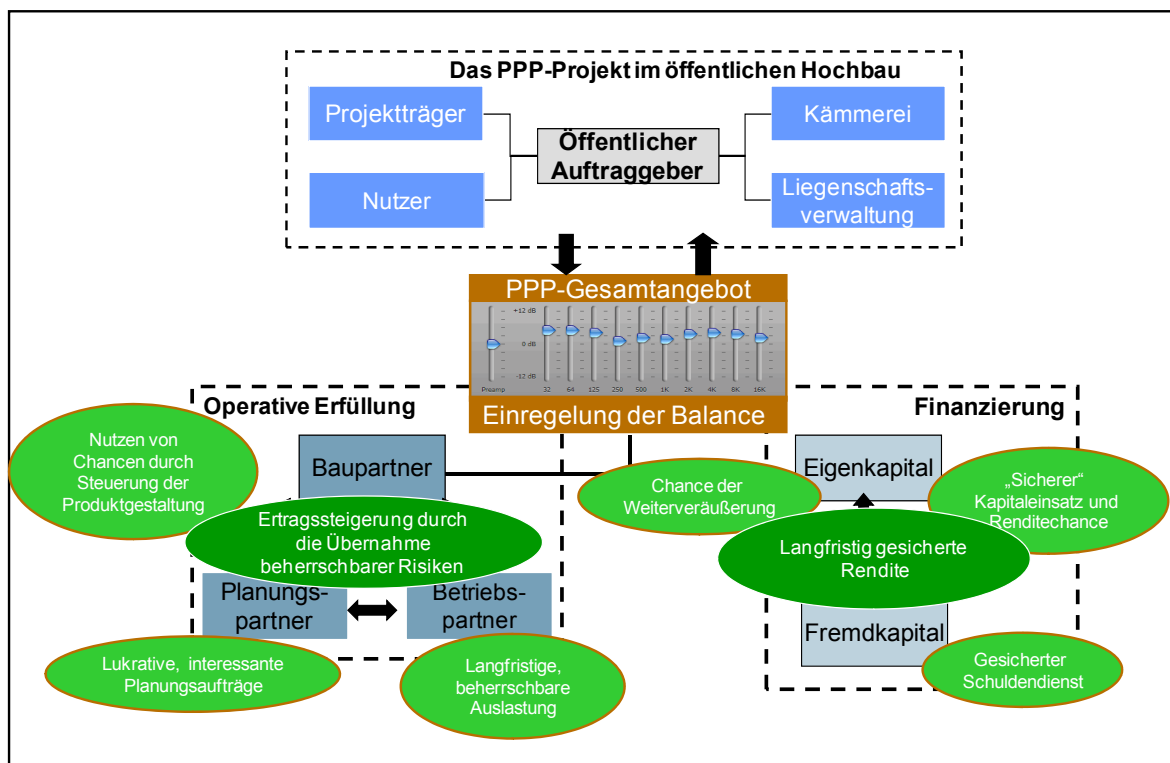 Das PPP-Projekt im öffentlichen Hochbau
Projektträger
Kämmerei
Öffentlicher
Auftraggeber
Nutzer
Liegenschafts-
verwaltung
PPP-Gesamtangebot
+12 dB
0 dB
-12 dB
Preamp
32
64
125
250
500
1K
2K
4K
8K
16K
Einregelung der Balance
Operative Erfüllung
Finanzierung
Nutzen von
Chancen durch
Steuerung der
Produktgestaltung
Baupartner
Ertragssteigerung durch
die Übernahme
beherrschbarer Risiken
Planungs-
partner
Betriebs-
partner
Lukrative, interessante
Planungsaufträge
Langfristige,
beherrschbare
Auslastung
Chance der
Weiterveräußerung
Eigenkapital
„Sicherer“
Kapitaleinsatz und
Renditechance
Langfristig gesicherte
Rendite
Fremdkapital
Gesicherter
Schuldendienst